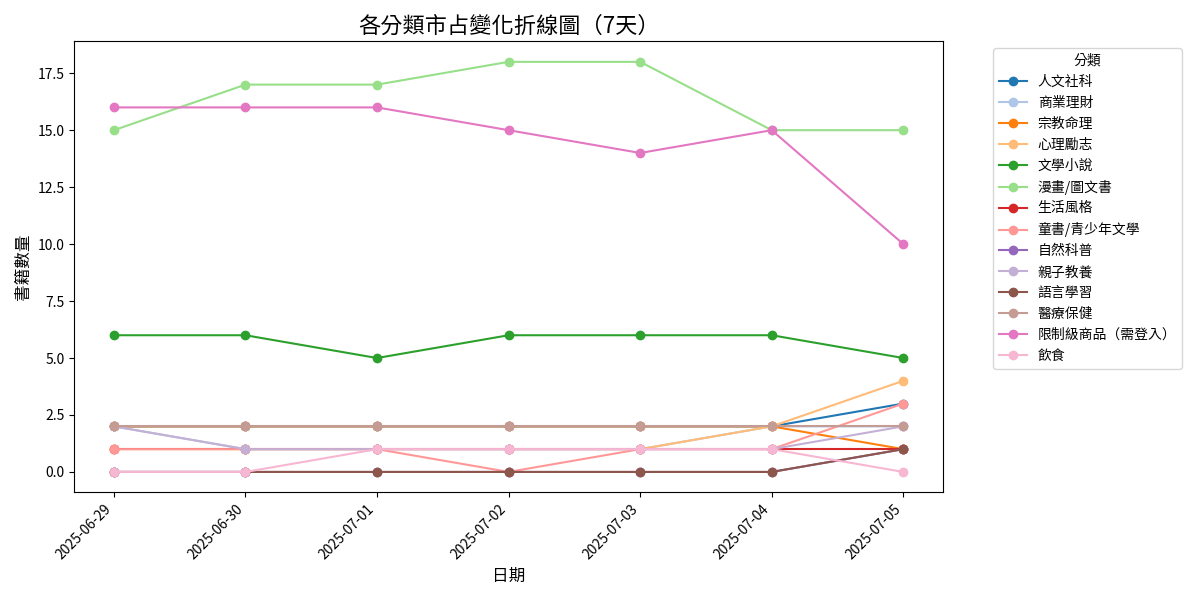 各分類市占變化折線圖（7天）
書籍數量
17.5
15.0
12.5
10.0
7.5
5.0
2.5
0.0
2025-06-29
2025-06-30
2025-07-01
2025-07-02
2025-07-03
2025-07-04
2025-07-05
日期
分類
人文社科
商業理財
宗教命理
心理勵志
文學小說
漫畫/圖文書
生活風格
童書/青少年文學
自然科普
親子教養
語言學習
醫療保健
限制級商品（需登入）
飲食